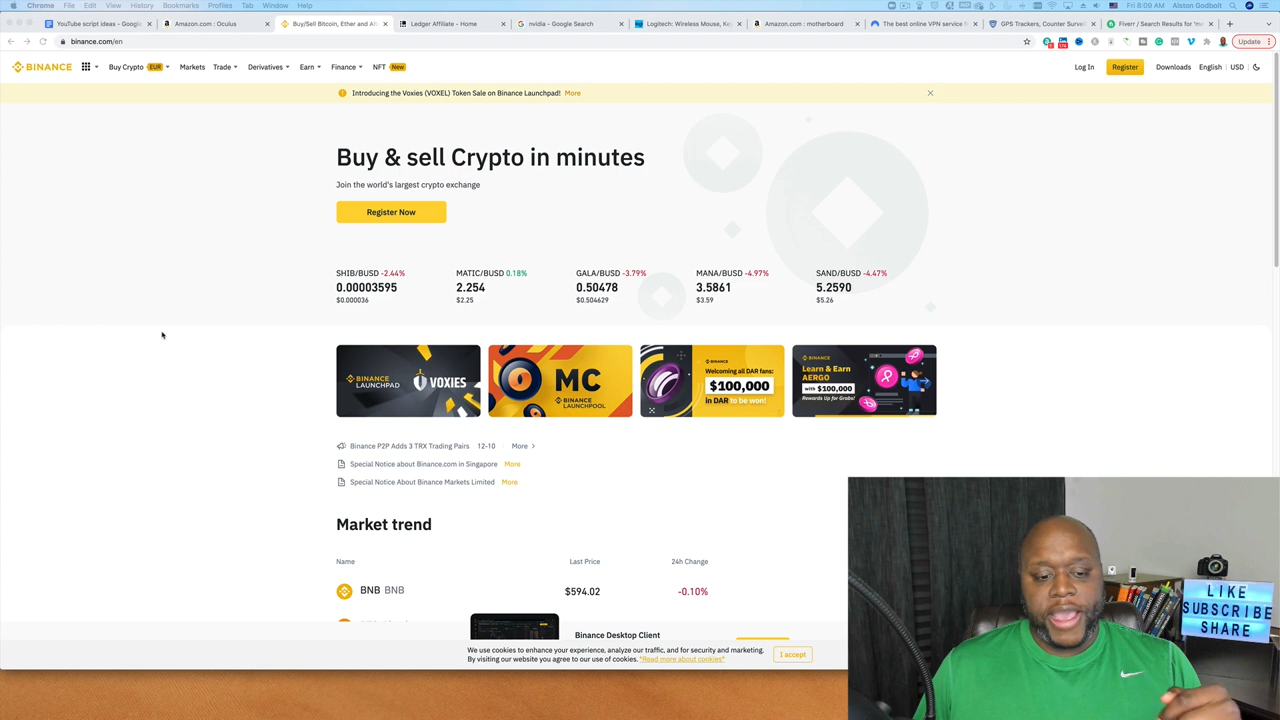 Chrome File Edit View History Bookmarks Profiles Tab Window Help
Fri 8:09 AM Alston Godbolt
YouTube script ideas - Google
Amazon.com : Oculus
Buy/Sell Bitcoin, Ether and Alt
Ledger Affiliate - Home
nvidia - Google Search
Logitech: Wireless Mouse, Key
Amazon.com : motherboard
The best online VPN service f
GPS Trackers, Counter Surveil
Fiverr / Search Results for 'me
binance.com/en
Update
BINANCE
Buy Crypto EUR
Markets
Trade
Derivatives
Earn
Finance
NFT New
Log In
Register
Downloads
English
USD
Introducing the Voxies (VOXEL) Token Sale on Binance Launchpad! More
Buy & sell Crypto in minutes
Join the world's largest crypto exchange
Register Now
SHIB/BUSD -2.44% MATIC/BUSD 0.18% GALA/BUSD -3.79% MANA/BUSD -4.97% SAND/BUSD -4.47%
0.00003595 2.254 0.50478 3.5861 5.2590
$0.000036 $2.25 $0.504629 $3.59 $5.26
BINANCE LAUNCHPAD VOXIES
MC
BINANCE LAUNCHPOOL
BINANCE
Welcoming all DAR fans:
$100,000
in DAR to be won!
BINANCE
Learn & Earn
AERGO
with $100,000
Rewards Up for Grabs!
Binance P2P Adds 3 TRX Trading Pairs 12-10 More
Special Notice about Binance.com in Singapore More
Special Notice About Binance Markets Limited More
Market trend
Name Last Price 24h Change
BNB BNB $594.02 -0.10%
Binance Desktop Client
We use cookies to enhance your experience, analyze our traffic, and for security and marketing.
By visiting our website you agree to our use of cookies. "Read more about cookies"
I accept
LIKE
SUBSCRIBE
SHARE